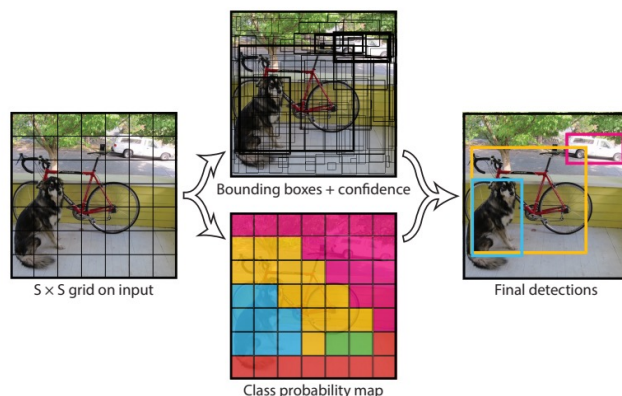 Bounding boxes + confidence
S × S grid on input
Final detections
Class probability map